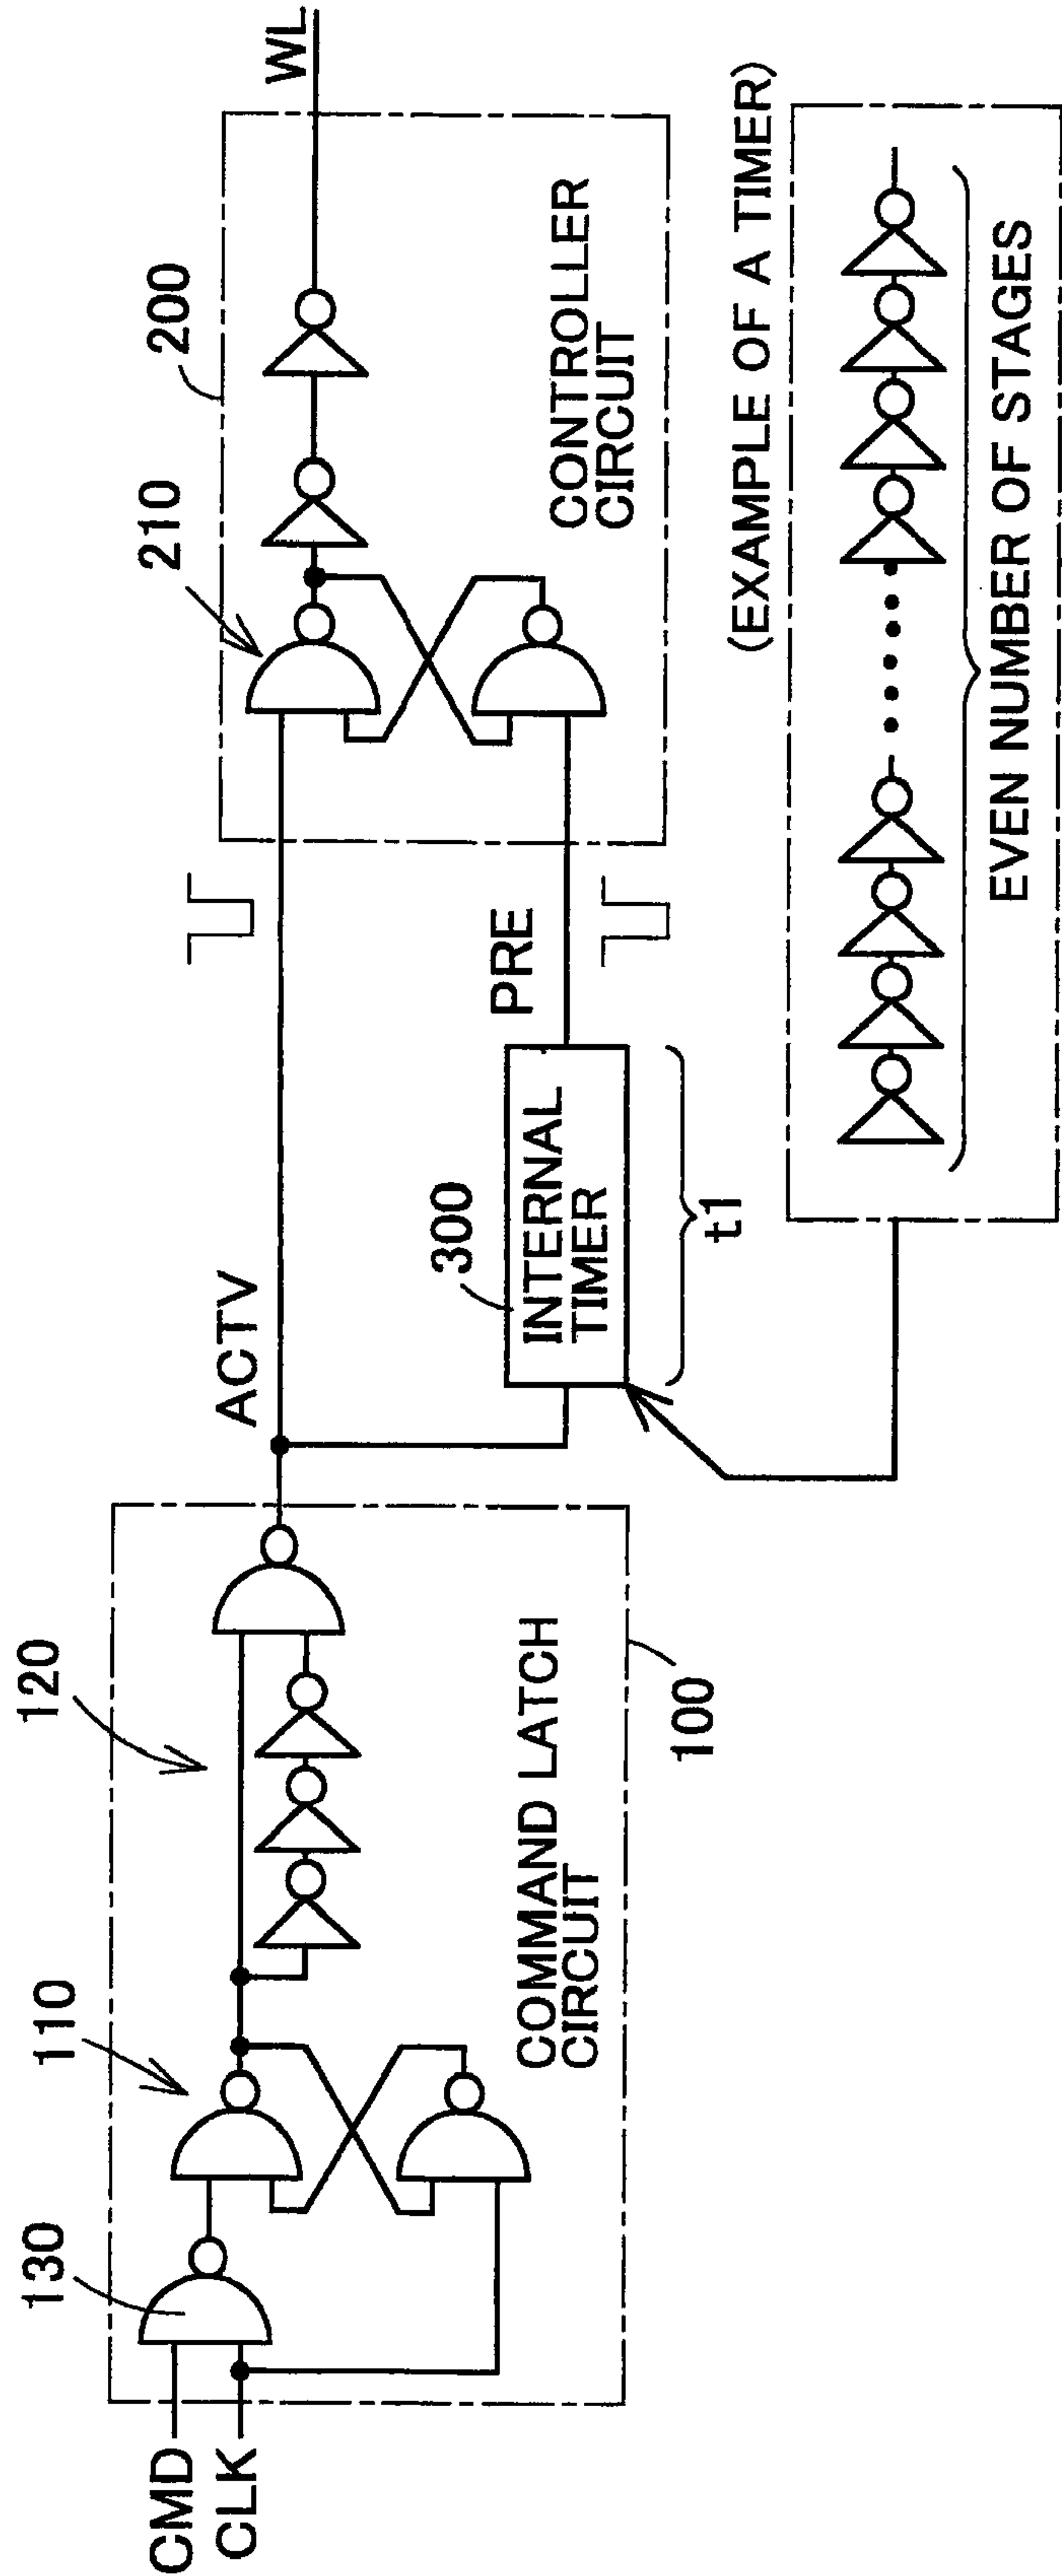 CMD
CLK
130
110
120
COMMAND LATCH
CIRCUIT
100
ACTV
300
INTERNAL
TIMER
t1
PRE
210
200
CONTROLLER
CIRCUIT
WL
(EXAMPLE OF A TIMER)
EVEN NUMBER OF STAGES